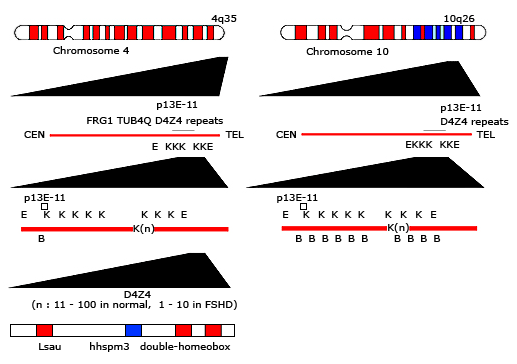 4q35
Chromosome 4
p13E-11
FRG1 TUB4Q D4Z4 repeats
CEN TEL
E KKK KKE
p13E-11
E K K K K K K K K E
K(n)
B
D4Z4
(n : 11 - 100 in normal, 1 - 10 in FSHD)
Lsau hhspm3 double-homeobox
10q26
Chromosome 10
p13E-11
D4Z4 repeats
CEN TEL
EKKK KKE
p13E-11
E K K K K K K K K E
K(n)
B B B B B B B B B B